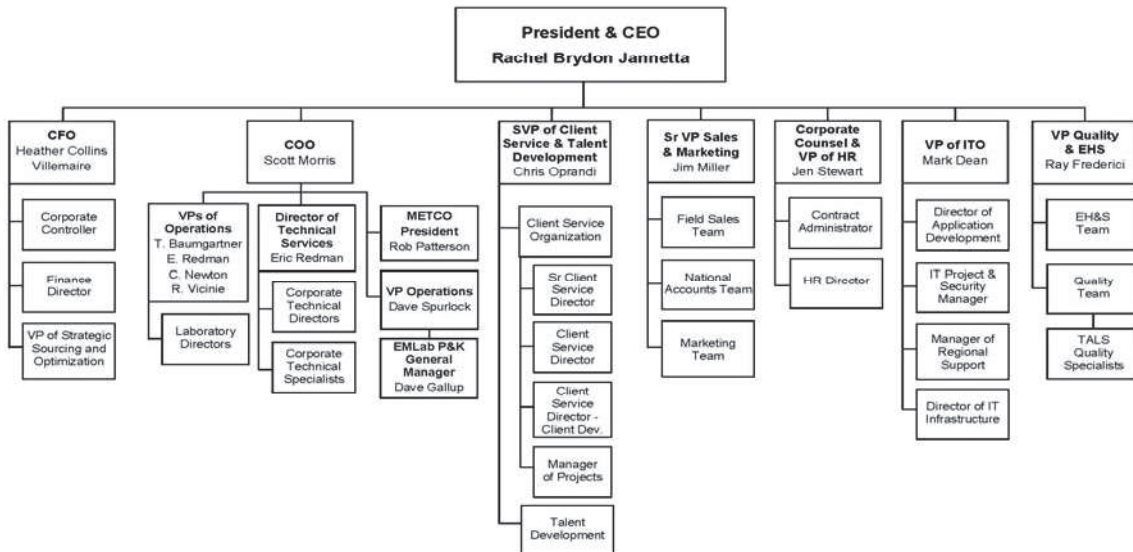 President & CEO
Rachel Brydon Jannetta
CFO
Heather Collins
Villemaire
Corporate
Controller
Finance
Director
VP of Strategic
Sourcing and
Optimization
COO
Scott Morris
VPs of
Operations
T. Baumgartner
E. Redman
C. Newton
R. Vicinie
Laboratory
Directors
Director of
Technical
Services
Eric Redman
Corporate
Technical
Directors
Corporate
Technical
Specialists
METCO
President
Rob Patterson
VP Operations
Dave Spurlock
EMLab P&K
General
Manager
Dave Gallup
SVP of Client
Service & Talent
Development
Chris Oprandi
Client Service
Organization
Sr Client
Service
Director
Client
Service
Director
Client
Service
Director -
Client Dev.
Manager
of Projects
Talent
Development
Sr VP Sales
& Marketing
Jim Miller
Field Sales
Team
National
Accounts Team
Marketing
Team
Corporate
Counsel
& VP of HR
Jen Stewart
Contract
Administrator
HR Director
VP of ITO
Mark Dean
Director of
Application
Development
IT Project &
Security
Manager
Manager of
Regional
Support
Director of IT
Infrastructure
VP Quality
& EHS
Ray Frederici
EH&S
Team
Quality
Team
TALS
Quality
Specialists